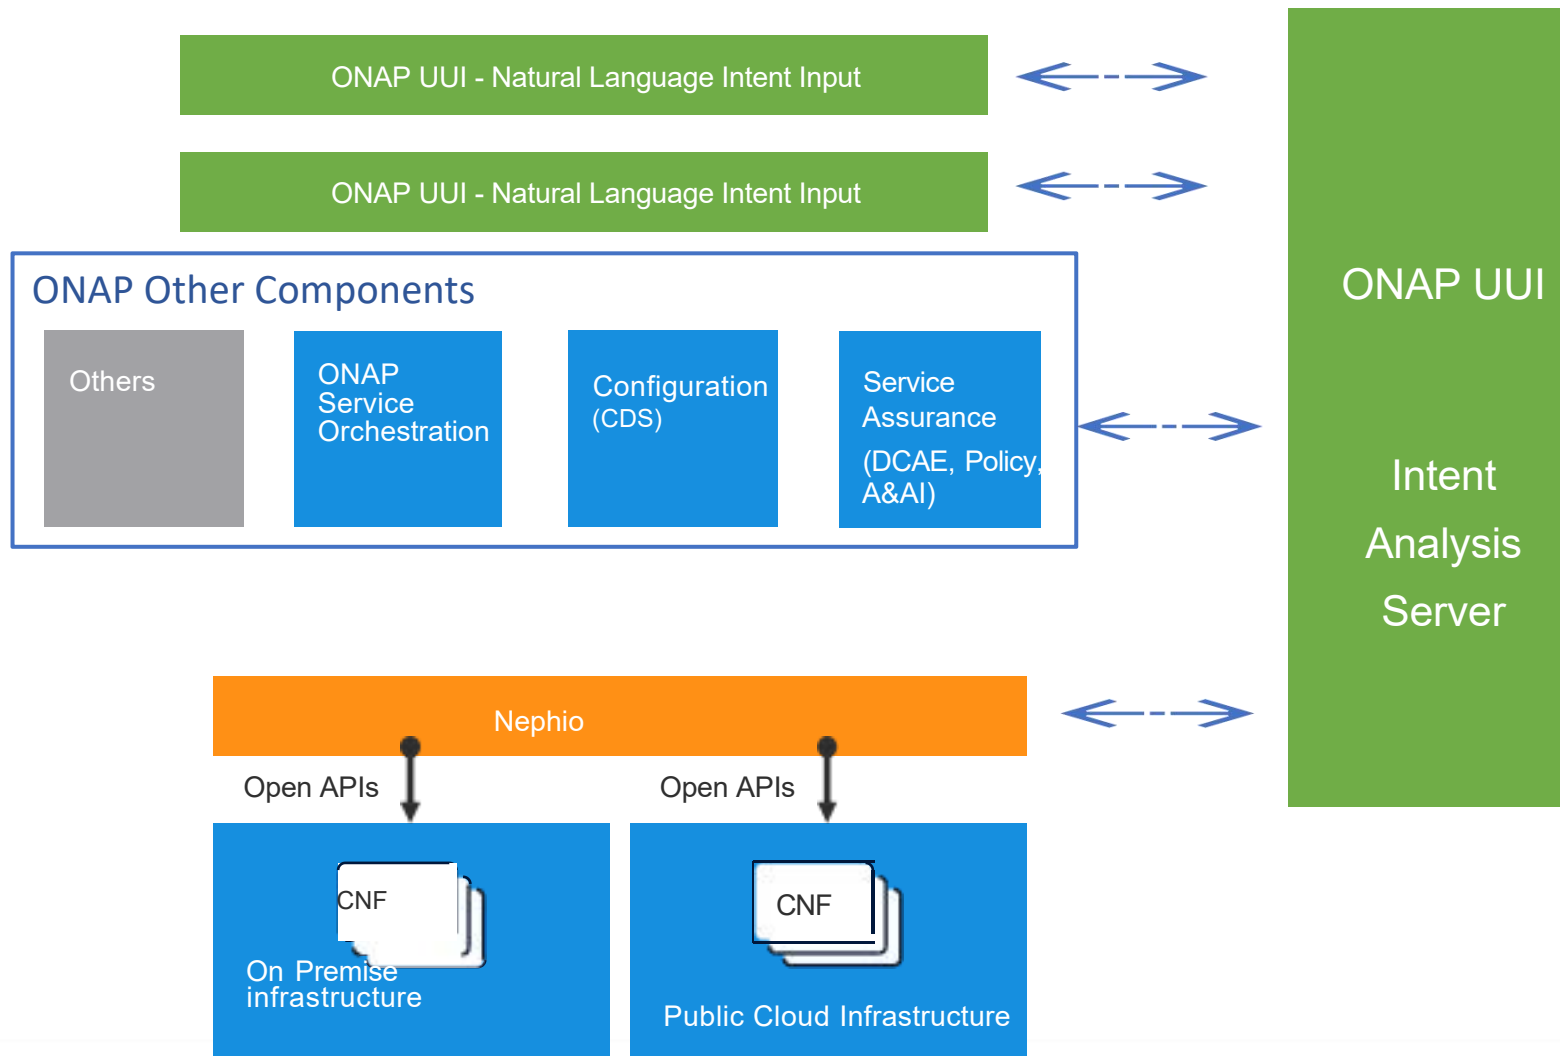 ONAP UUI - Natural Language Intent Input
ONAP UUI - Natural Language Intent Input
ONAP Other Components
Others
ONAP
Service
Orchestration
Configuration
(CDS)
Service
Assurance
(DCAE, Policy,
A&AI)
ONAP UUI
Intent
Analysis
Server
Nephio
Open APIs
Open APIs
CNF
On Premise
infrastructure
CNF
Public Cloud Infrastructure